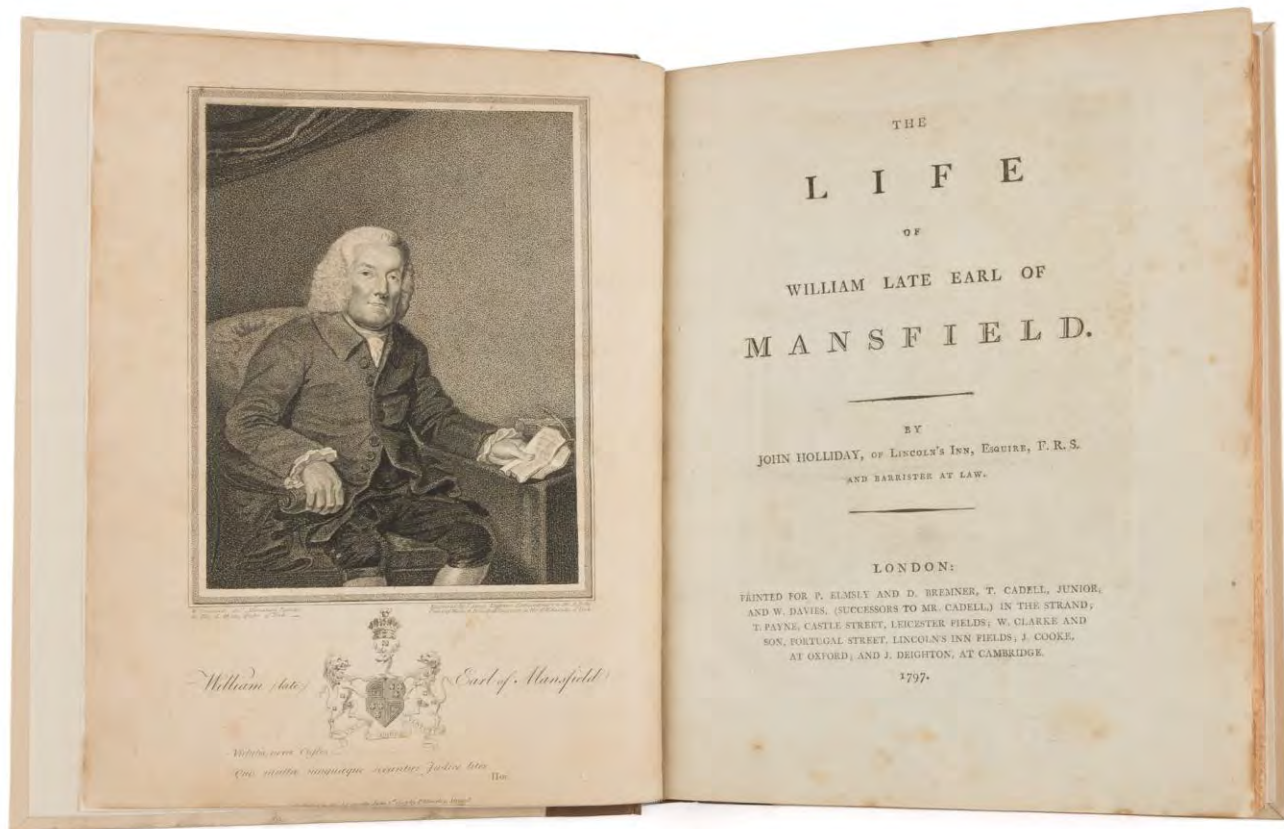 William (late) Earl of Mansfield
Hor
THE
LIFE
OF
WILLIAM LATE EARL OF
MANSFIELD.
BY
JOHN HOLLIDAY, OF LINCOLN'S INN, ESQUIRE, F. R. S.
AND BARRISTER AT LAW.
LONDON:
PRINTED FOR P. ELMSLY AND D. BREMNER, T. CADELL, JUNIOR,
AND W. DAVIES, (SUCCESSORS TO MR. CADELL,) IN THE STRAND;
T. PAYNE, CASTLE STREET, LEICESTER FIELDS; W. CLARKE AND
SON, PORTUGAL STREET, LINCOLN'S INN FIELDS; J. COOKE,
AT OXFORD; AND J. DEIGHTON, AT CAMBRIDGE.
1797.